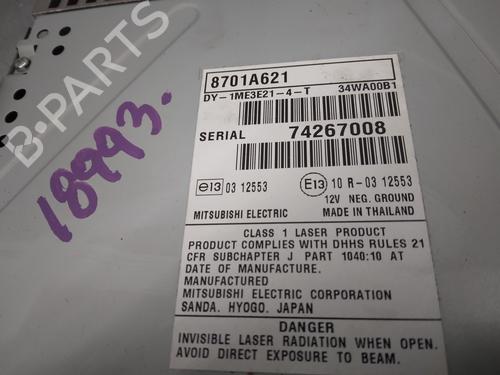 8701A621
DY-1ME3E21-4-T 34WA00B1
SERIAL 74267008
e13 03 12553 E13 10 R-03 12553
12V NEG. GROUND
MITSUBISHI ELECTRIC MADE IN THAILAND
CLASS 1 LASER PRODUCT
PRODUCT COMPLIES WITH DHHS RULES 21
CFR SUBCHAPTER J PART 1040:10 AT
DATE OF MANUFACTURE.
MANUFACTURED
MITSUBISHI ELECTRIC CORPORATION
SANDA, HYOGO, JAPAN
DANGER
INVISIBLE LASER RADIATION WHEN OPEN.
AVOID DIRECT EXPOSURE TO BEAM.
18993.
B-PARTS